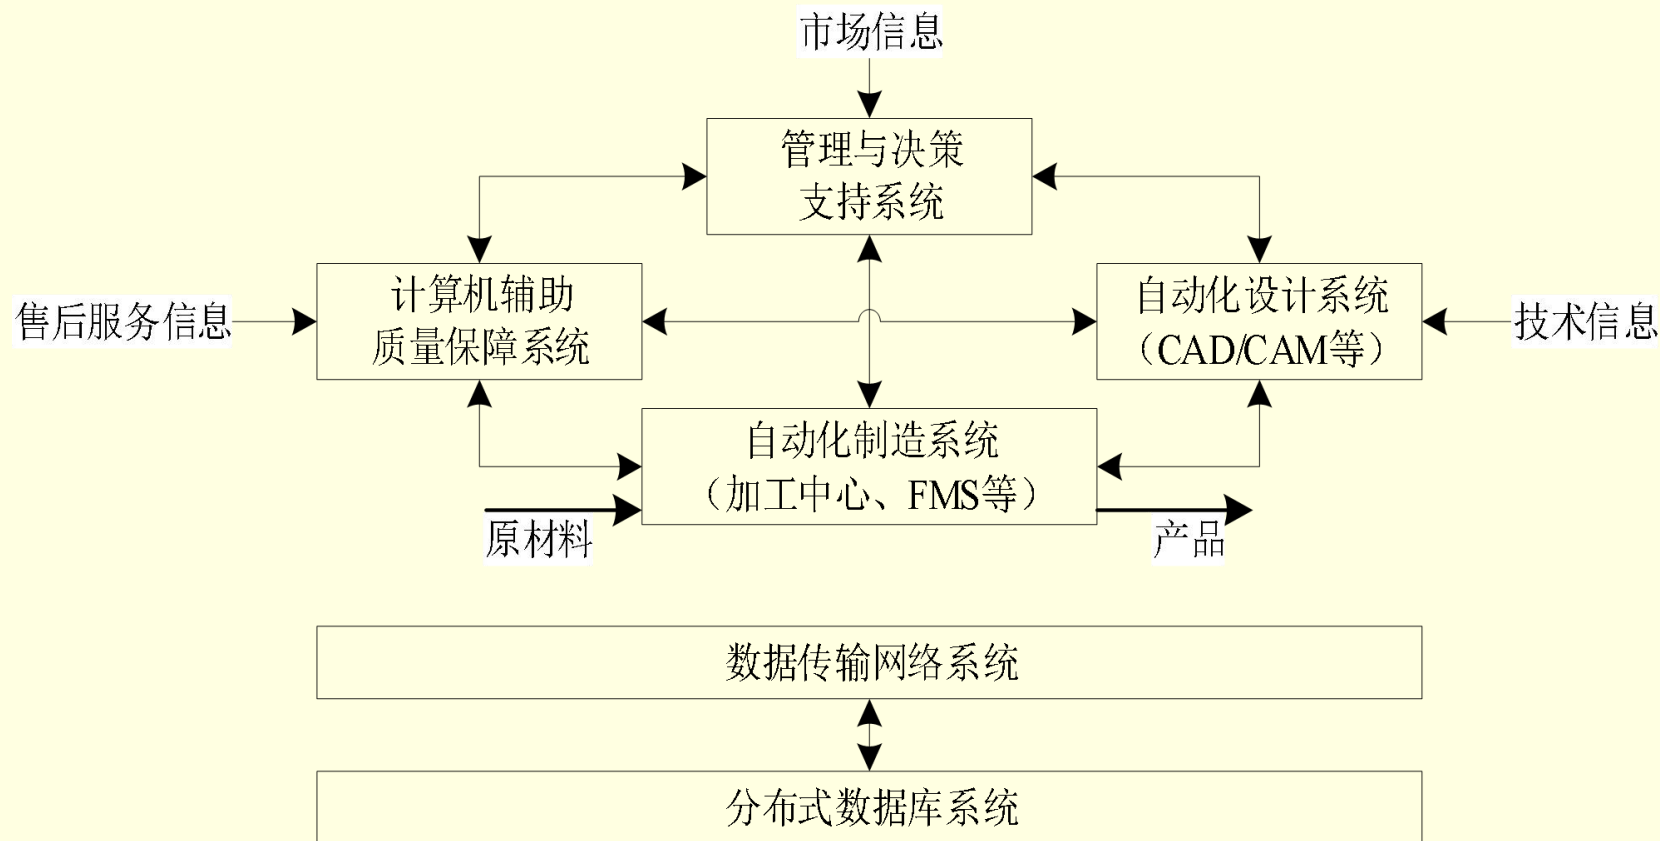 市场信息
管理与决策
支持系统
计算机辅助
质量保障系统
自动化设计系统
（CAD/CAM等）
售后服务信息
技术信息
自动化制造系统
（加工中心、FMS等）
原材料
产品
数据传输网络系统
分布式数据库系统